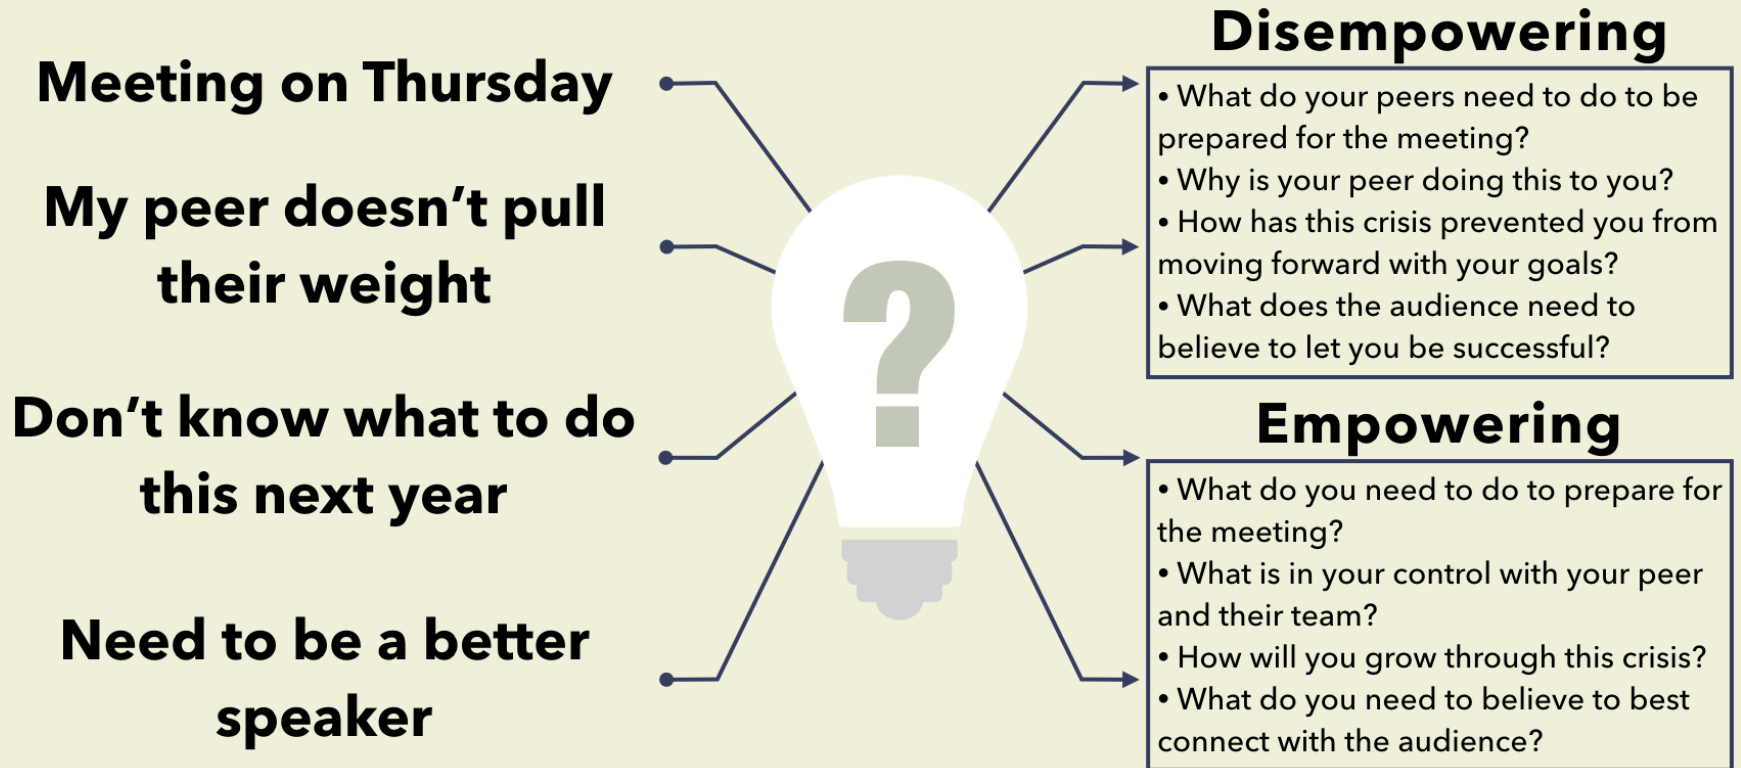 Meeting on Thursday
My peer doesn't pull
their weight
Don't know what to do
this next year
Need to be a better
speaker
?
Disempowering
• What do your peers need to do to be
prepared for the meeting?
• Why is your peer doing this to you?
• How has this crisis prevented you from
moving forward with your goals?
• What does the audience need to
believe to let you be successful?
Empowering
• What do you need to do to prepare for
the meeting?
• What is in your control with your peer
and their team?
• How will you grow through this crisis?
• What do you need to believe to best
connect with the audience?